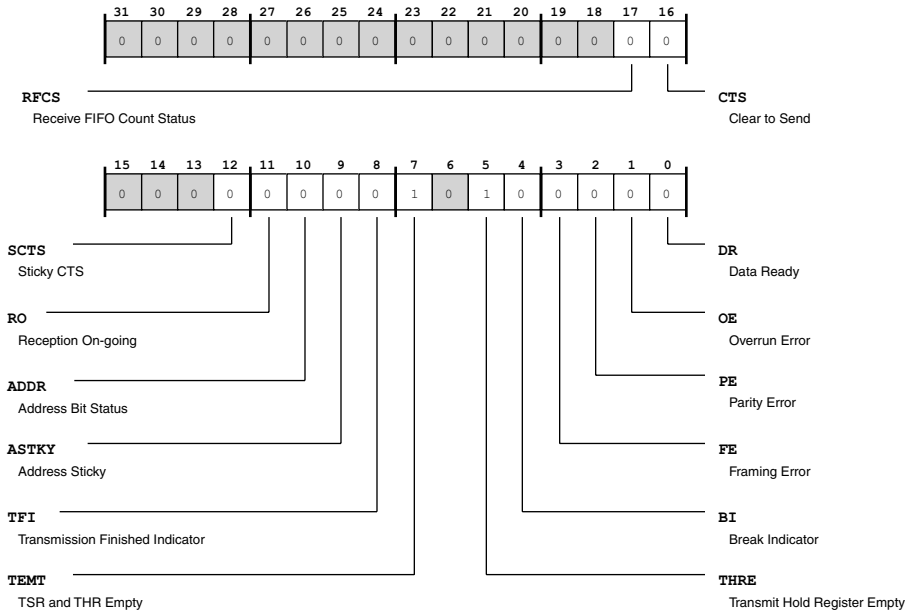 31 30 29 28 27 26 25 24 23 22 21 20 19 18 17 16
0 0 0 0 0 0 0 0 0 0 0 0 0 0 0 0
RFCS
Receive FIFO Count Status
CTS
Clear to Send
15 14 13 12 11 10 9 8 7 6 5 4 3 2 1 0
0 0 0 0 0 0 0 0 1 0 1 0 0 0 0 0
SCTS
Sticky CTS
DR
Data Ready
RO
Reception On-going
OE
Overrun Error
ADDR
Address Bit Status
PE
Parity Error
ASTKY
Address Sticky
FE
Framing Error
TFI
Transmission Finished Indicator
BI
Break Indicator
TEMT
TSR and THR Empty
THRE
Transmit Hold Register Empty